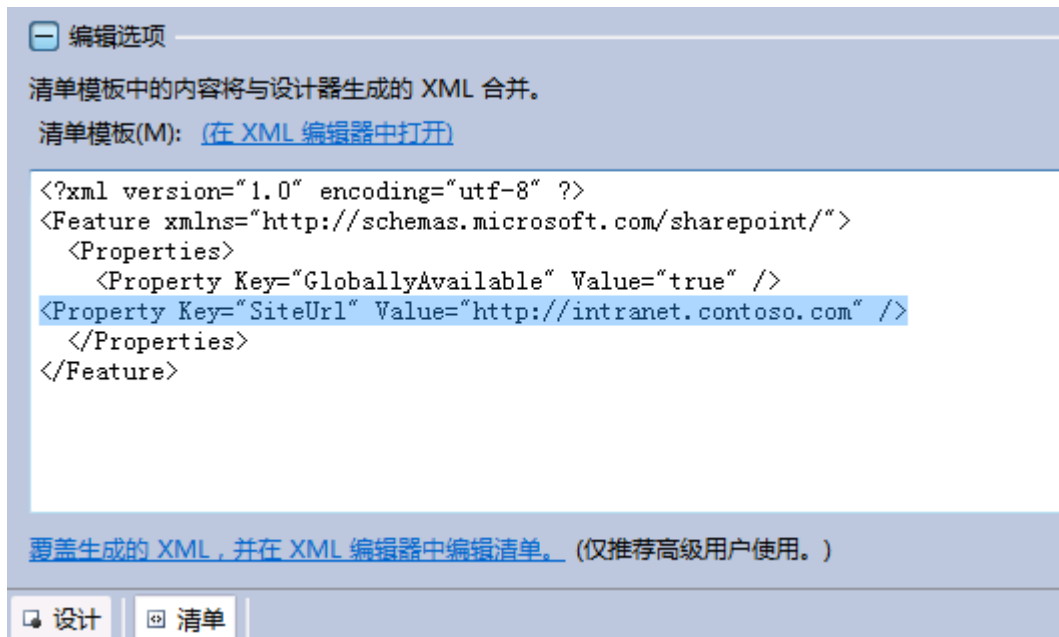 编辑选项
清单模板中的内容将与设计器生成的 XML 合并。
清单模板(M): (在 XML 编辑器中打开)
<?xml version="1.0" encoding="utf-8" ?>
<Feature xmlns="http://schemas.microsoft.com/sharepoint/">
  <Properties>
    <Property Key="GloballyAvailable" Value="true" />
<Property Key="SiteUrl" Value="http://intranet.contoso.com" />
  </Properties>
</Feature>
覆盖生成的 XML，并在 XML 编辑器中编辑清单。 (仅推荐高级用户使用。)
设计 清单